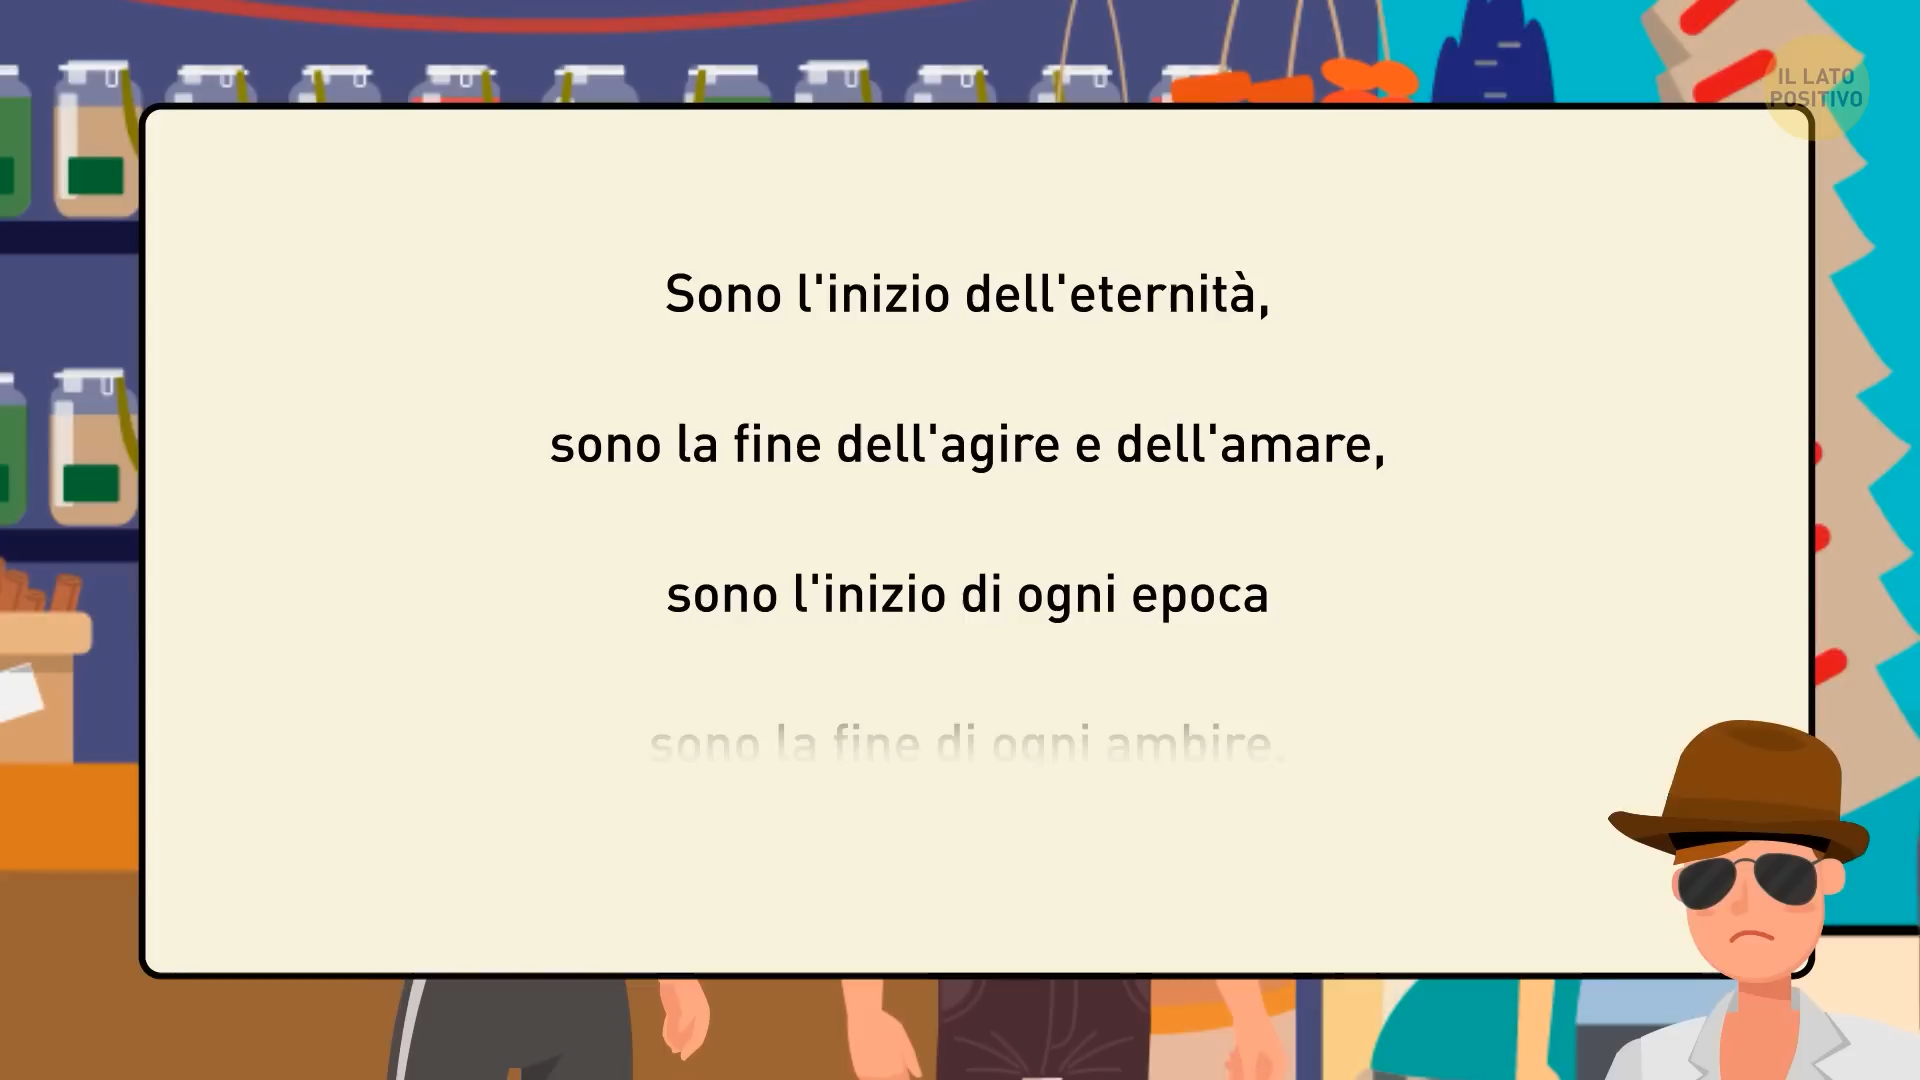 IL LATO
POSITIVO
Sono l'inizio dell'eternità,
sono la fine dell'agire e dell'amare,
sono l'inizio di ogni epoca
sono la fine di ogni ambire.